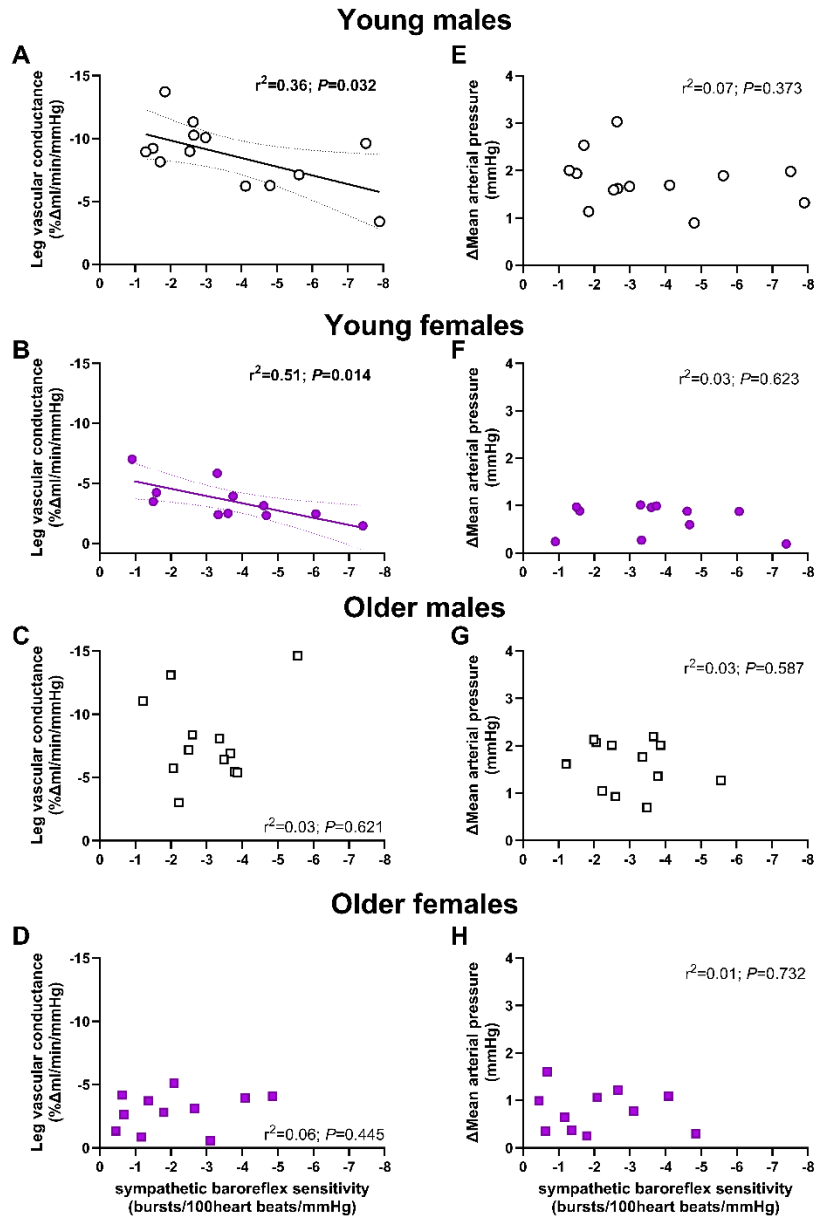 Young males
A
E
r²=0.36; P=0.032
r²=0.07; P=0.373
Leg vascular conductance
(%Δml/min/mmHg)
-15
-10
-5
0
0 -1 -2 -3 -4 -5 -6 -7 -8
ΔMean arterial pressure
(mmHg)
4
3
2
1
0
0 -1 -2 -3 -4 -5 -6 -7 -8
Young females
B
F
r²=0.51; P=0.014
r²=0.03; P=0.623
Leg vascular conductance
(%Δml/min/mmHg)
-15
-10
-5
0
0 -1 -2 -3 -4 -5 -6 -7 -8
ΔMean arterial pressure
(mmHg)
4
3
2
1
0
0 -1 -2 -3 -4 -5 -6 -7 -8
Older males
C
G
r²=0.03; P=0.621
r²=0.03; P=0.587
Leg vascular conductance
(%Δml/min/mmHg)
-15
-10
-5
0
0 -1 -2 -3 -4 -5 -6 -7 -8
ΔMean arterial pressure
(mmHg)
4
3
2
1
0
0 -1 -2 -3 -4 -5 -6 -7 -8
Older females
D
H
r²=0.06; P=0.445
r²=0.01; P=0.732
Leg vascular conductance
(%Δml/min/mmHg)
-15
-10
-5
0
0 -1 -2 -3 -4 -5 -6 -7 -8
sympathetic baroreflex sensitivity
(bursts/100heart beats/mmHg)
ΔMean arterial pressure
(mmHg)
4
3
2
1
0
0 -1 -2 -3 -4 -5 -6 -7 -8
sympathetic baroreflex sensitivity
(bursts/100heart beats/mmHg)